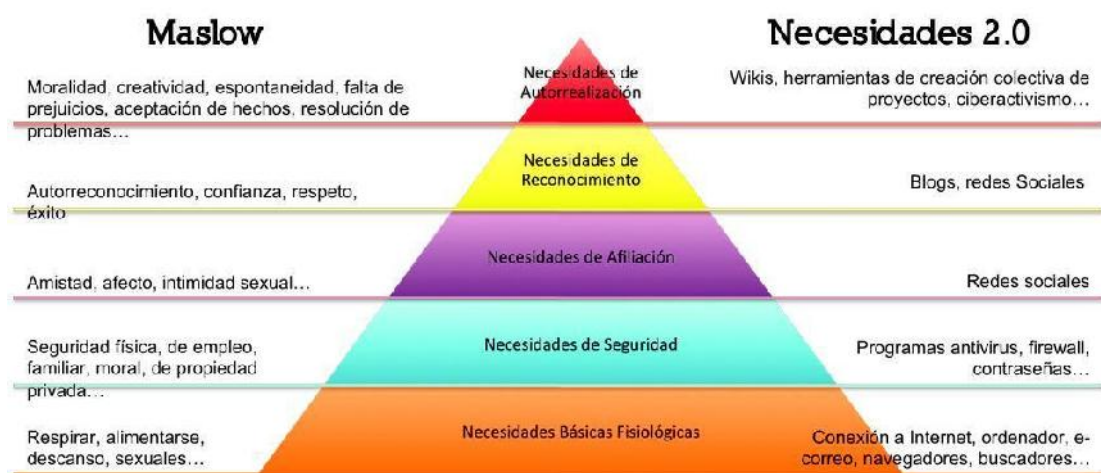 Maslow
Necesidades 2.0
Moralidad, creatividad, espontaneidad, falta de
prejuicios, aceptación de hechos, resolución de
problemas…
Necesidades de
Autorrealización
Wikis, herramientas de creación colectiva de
proyectos, ciberactivismo…
Autorreconocimiento, confianza, respeto,
éxito
Necesidades de
Reconocimiento
Blogs, redes Sociales
Amistad, afecto, intimidad sexual…
Necesidades de Afiliación
Redes sociales
Seguridad física, de empleo,
familiar, moral, de propiedad
privada…
Necesidades de Seguridad
Programas antivirus, firewall,
contraseñas…
Respirar, alimentarse,
descanso, sexuales…
Necesidades Básicas Fisiológicas
Conexión a Internet, ordenador, e-
correo, navegadores, buscadores…